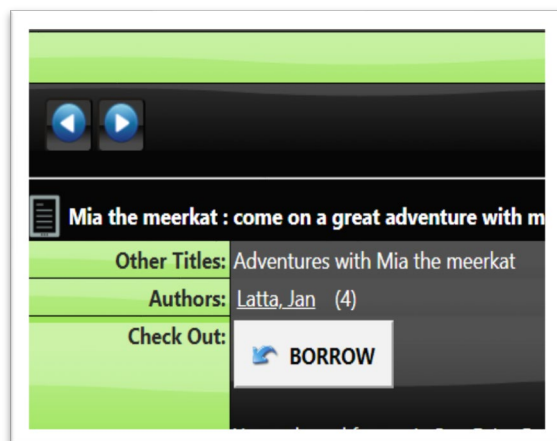 Mia the meerkat : come on a great adventure with m
Other Titles: Adventures with Mia the meerkat
Authors: Latta, Jan (4)
Check Out:
BORROW